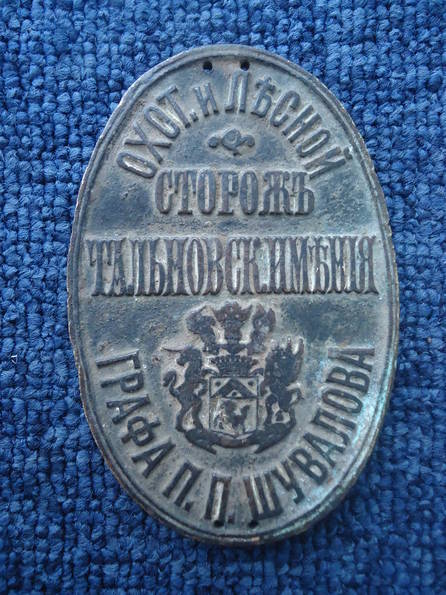 ОХОТ. И ЛѢСНОЙ
СТОРОЖЪ
ТАЛЬНОВСК. ИМѢНІЯ
ГРАФА П. П. ШУВАЛОВА